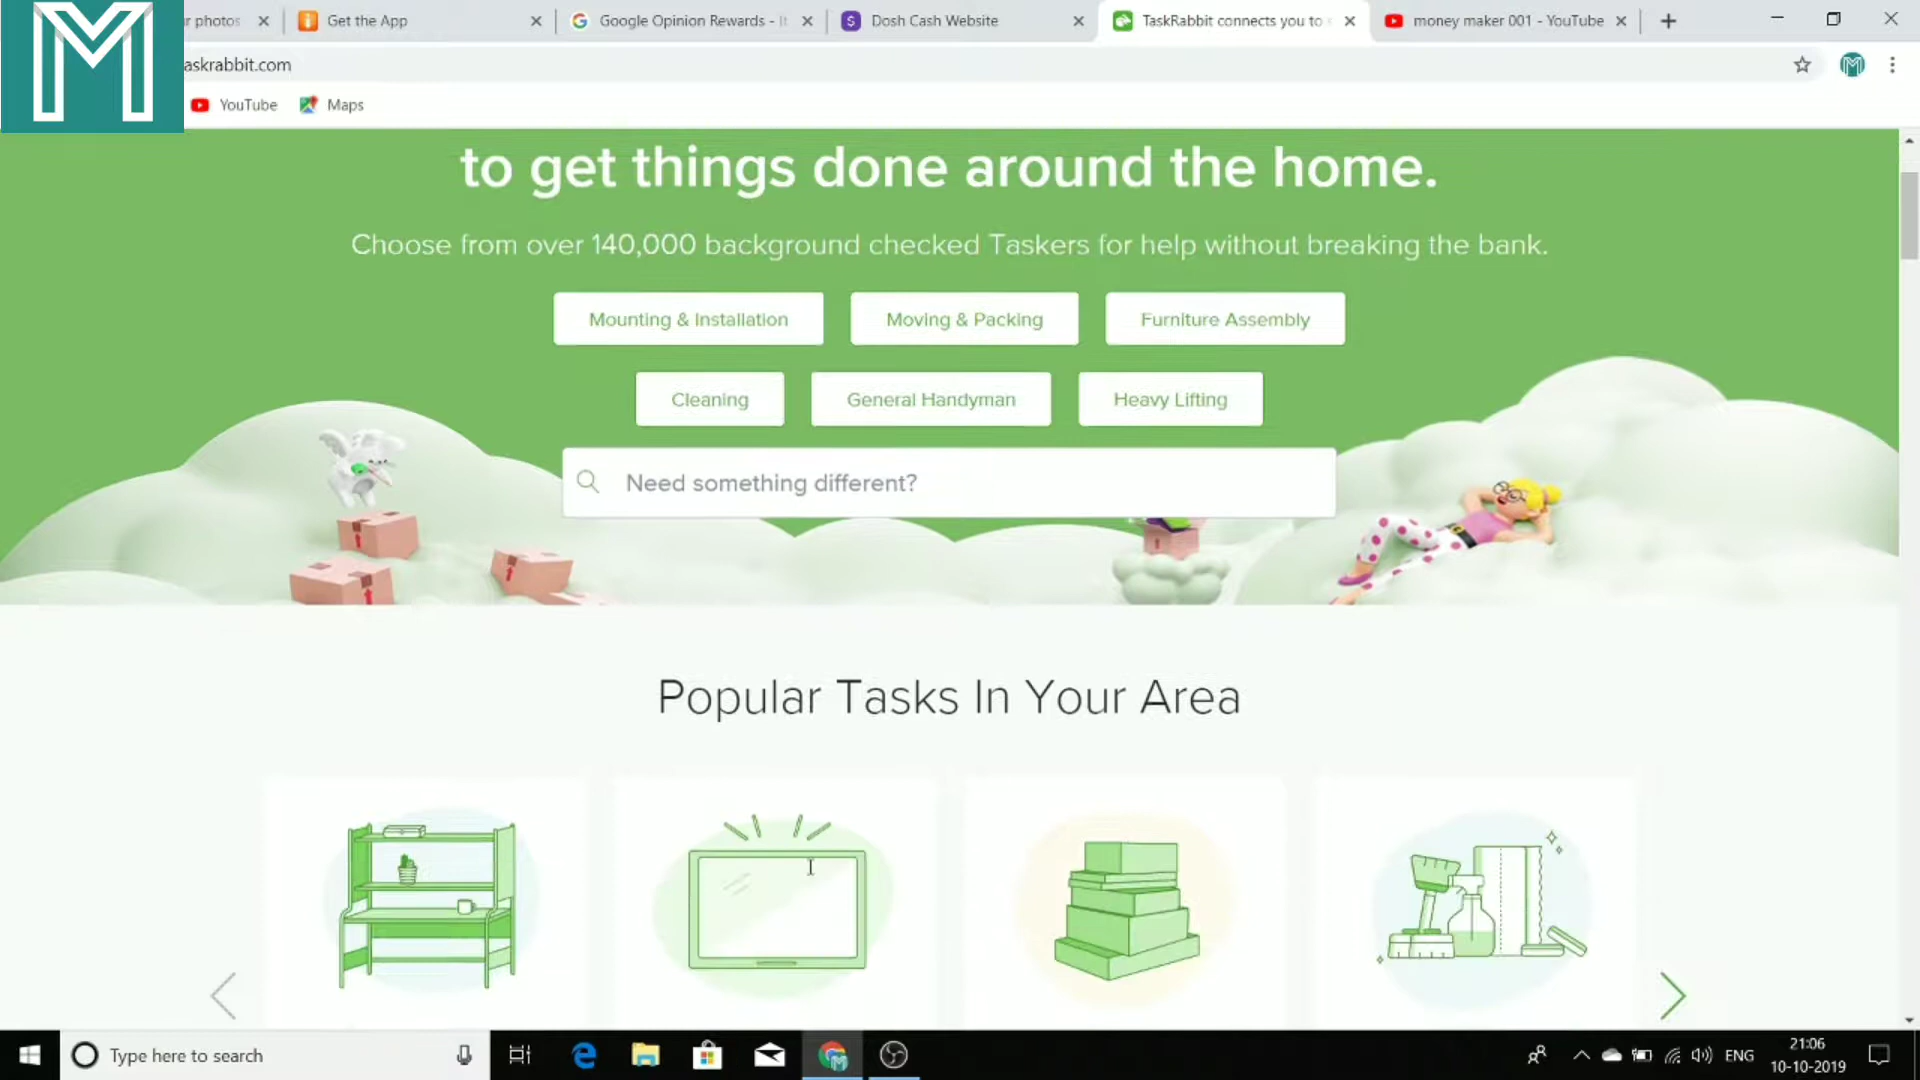 r photos
Get the App
Google Opinion Rewards - It
Dosh Cash Website
TaskRabbit connects you to
money maker 001 - YouTube
askrabbit.com
YouTube
Maps
to get things done around the home.
Choose from over 140,000 background checked Taskers for help without breaking the bank.
Mounting & Installation
Moving & Packing
Furniture Assembly
Cleaning
General Handyman
Heavy Lifting
Need something different?
Popular Tasks In Your Area
Type here to search
ENG
21:06
10-10-2019